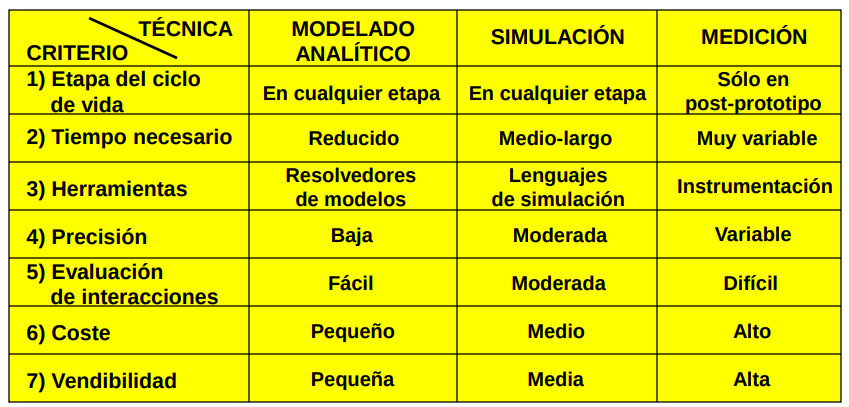 TÉCNICA
CRITERIO
MODELADO
ANALÍTICO
SIMULACIÓN
MEDICIÓN
1) Etapa del ciclo
de vida
En cualquier etapa
En cualquier etapa
Sólo en
post-prototipo
2) Tiempo necesario
Reducido
Medio-largo
Muy variable
3) Herramientas
Resolvedores
de modelos
Lenguajes
de simulación
Instrumentación
4) Precisión
Baja
Moderada
Variable
5) Evaluación
de interacciones
Fácil
Moderada
Difícil
6) Coste
Pequeño
Medio
Alto
7) Vendibilidad
Pequeña
Media
Alta